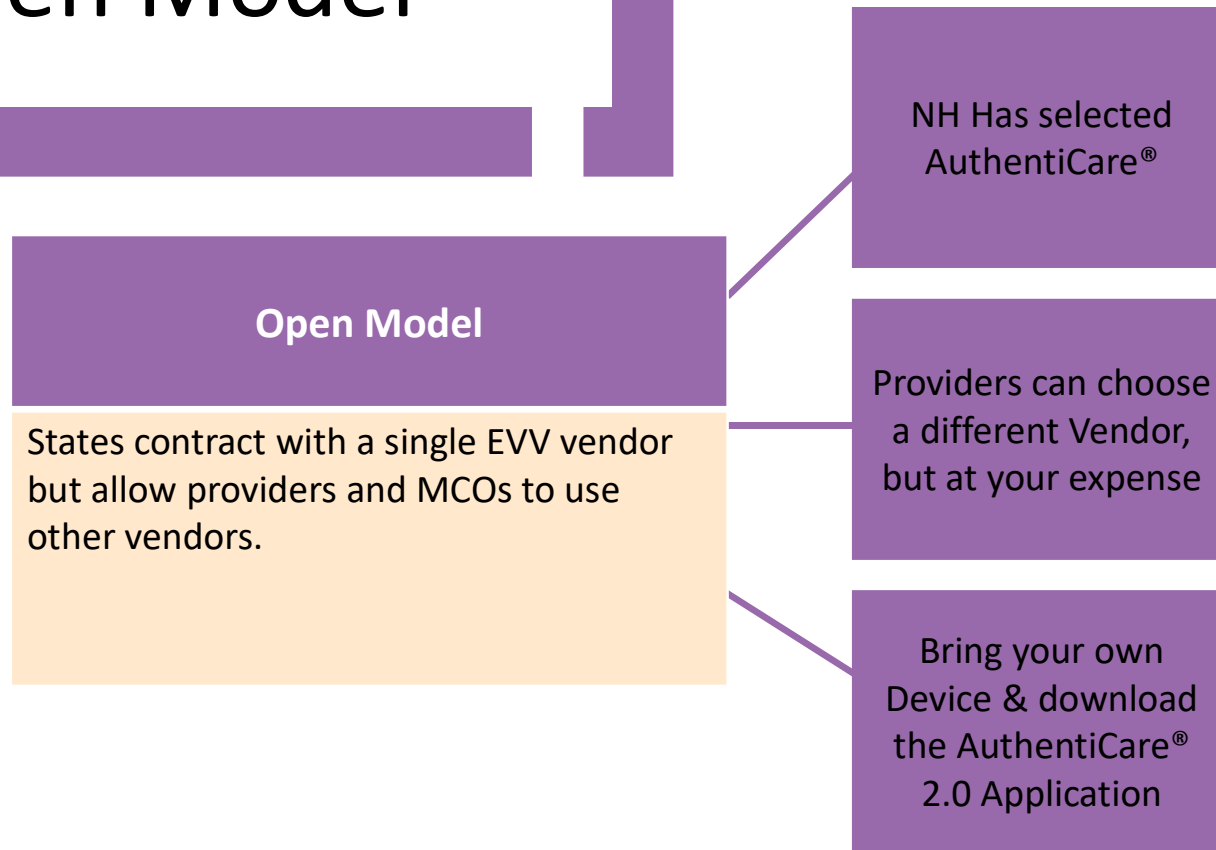 en Model
Open Model
States contract with a single EVV vendor
but allow providers and MCOs to use
other vendors.
NH Has selected
AuthentiCare®
Providers can choose
a different Vendor,
but at your expense
Bring your own
Device & download
the AuthentiCare®
2.0 Application